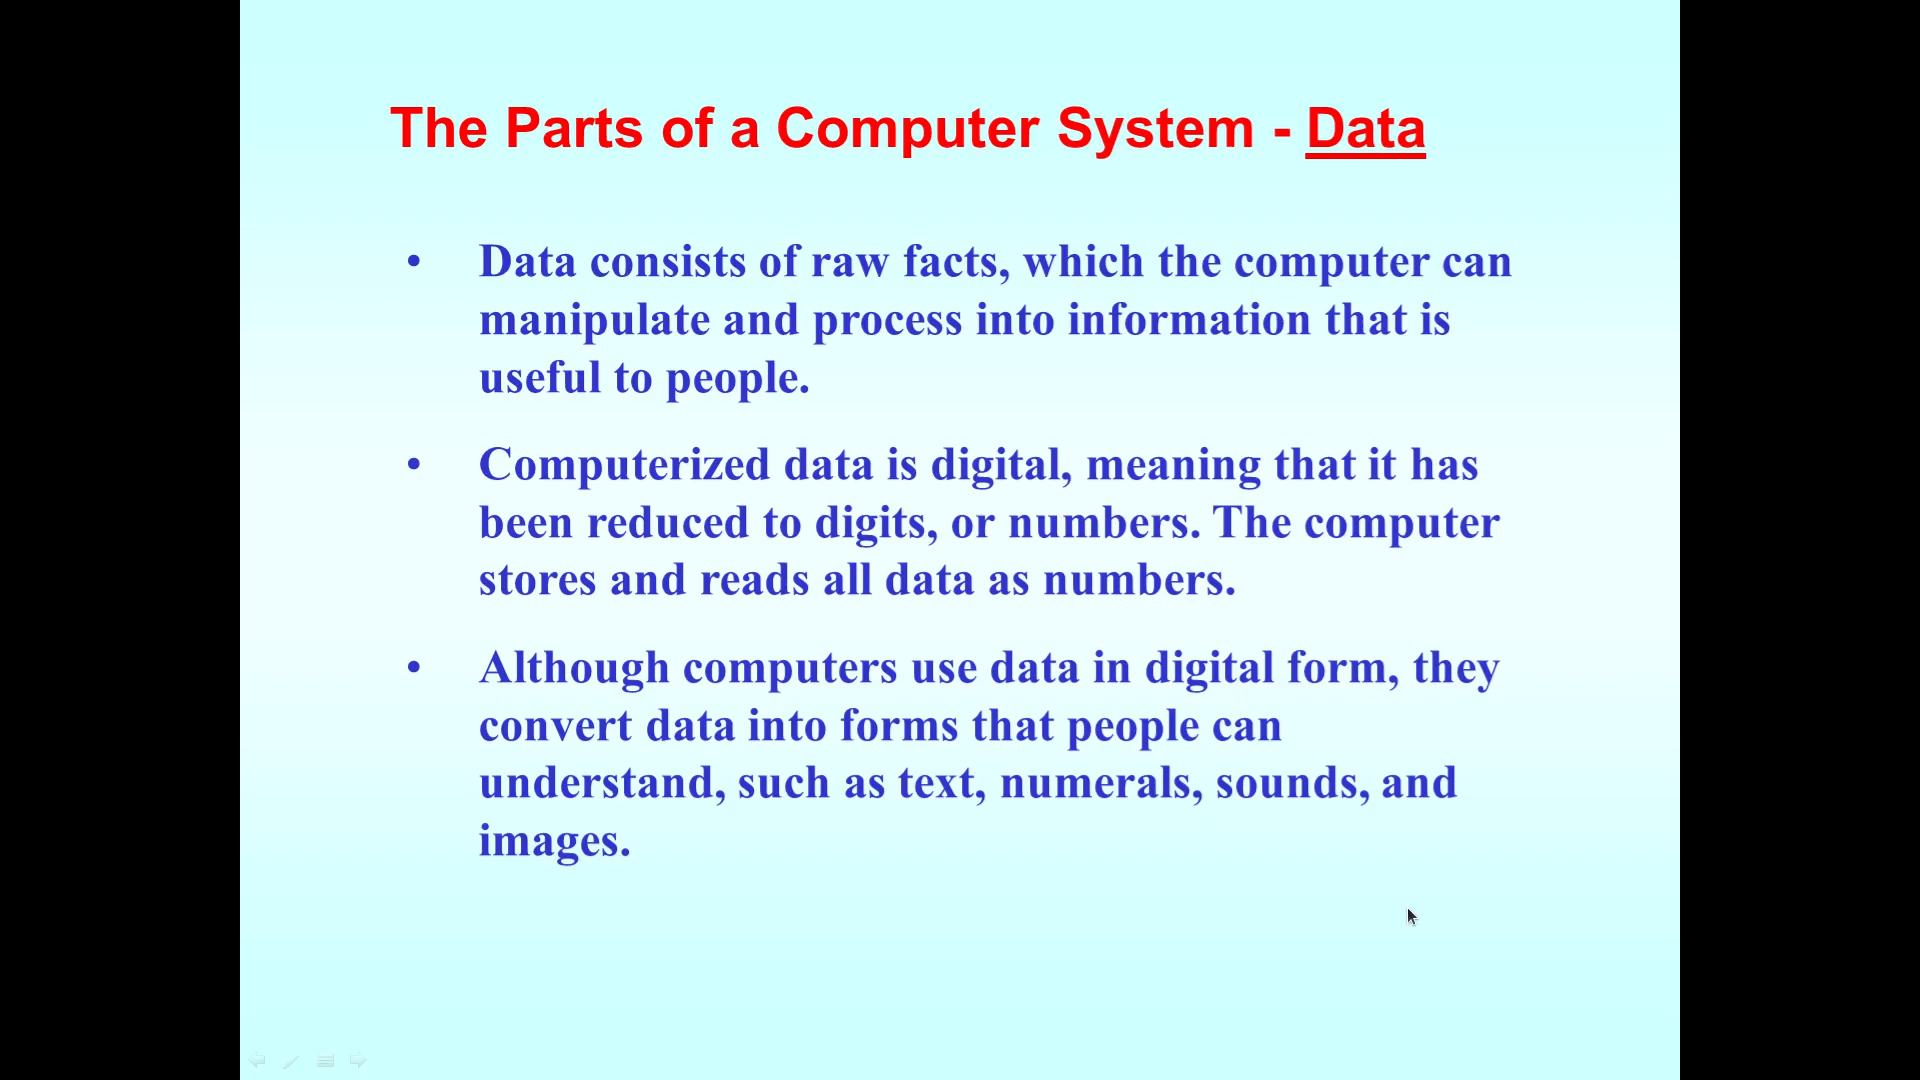 The Parts of a Computer System - Data
• Data consists of raw facts, which the computer can
manipulate and process into information that is
useful to people.
• Computerized data is digital, meaning that it has
been reduced to digits, or numbers. The computer
stores and reads all data as numbers.
• Although computers use data in digital form, they
convert data into forms that people can
understand, such as text, numerals, sounds, and
images.